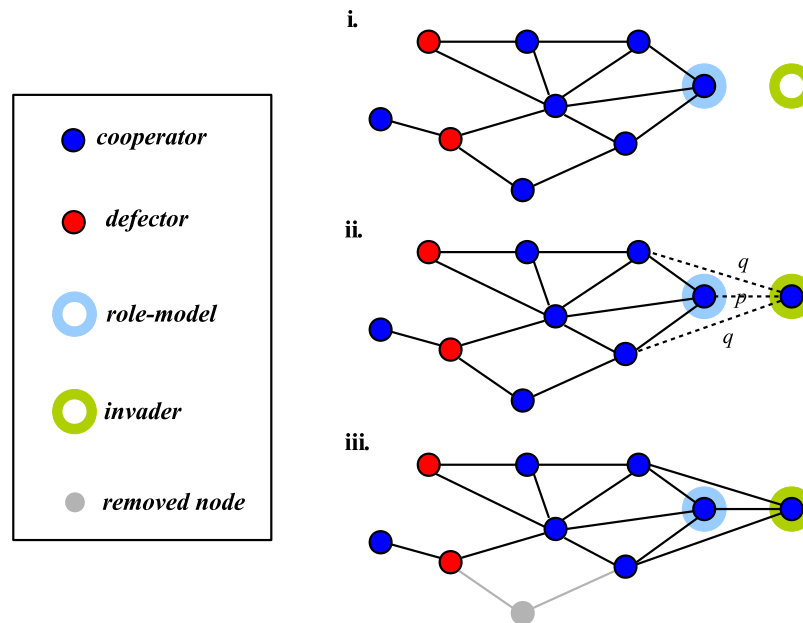 i.
cooperator
defector
role-model
invader
removed node
ii.
q
p
q
iii.